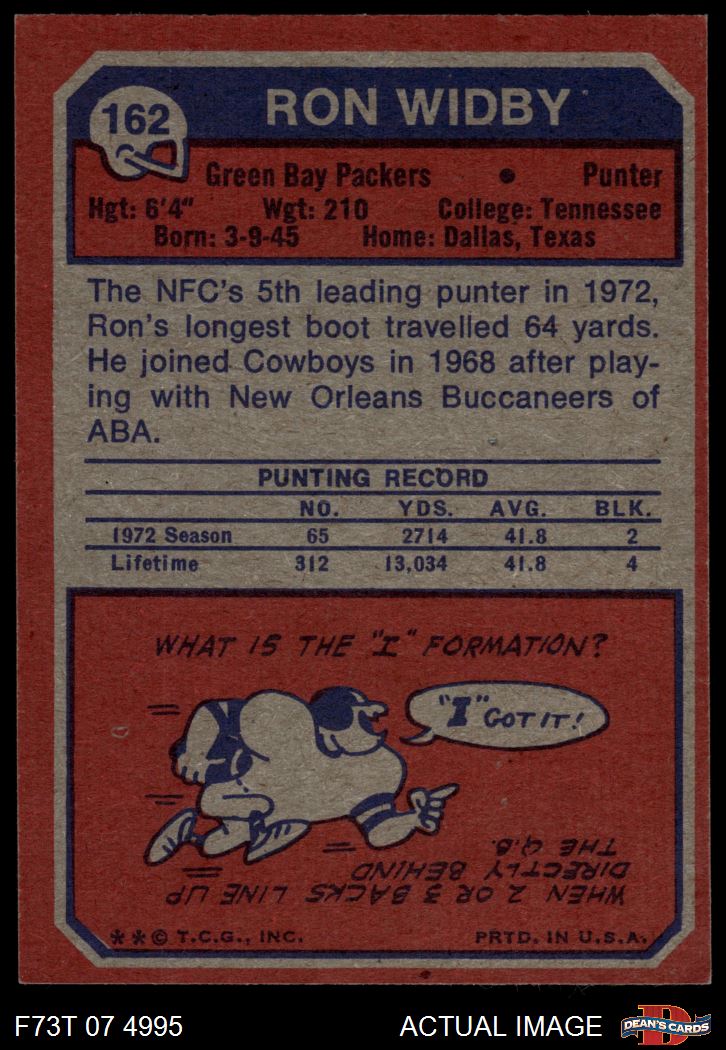 162
RON WIDBY
Green Bay Packers • Punter
Hgt: 6'4" Wgt: 210 College: Tennessee
Born: 3-9-45 Home: Dallas, Texas
The NFC's 5th leading punter in 1972,
Ron's longest boot travelled 64 yards.
He joined Cowboys in 1968 after play-
ing with New Orleans Buccaneers of
ABA.
PUNTING RECORD
NO. YDS. AVG. BLK.
1972 Season 65 2714 41.8 2
Lifetime 312 13,034 41.8 4
WHAT IS THE "I" FORMATION?
"I" GOT IT!
WHEN 2 OR 3 BACKS LINE UP
DIRECTLY BEHIND
THE Q.B.
**© T.C.G., INC. PRTD. IN U.S.A.
F73T 07 4995 ACTUAL IMAGE
D
DEAN'S CARDS